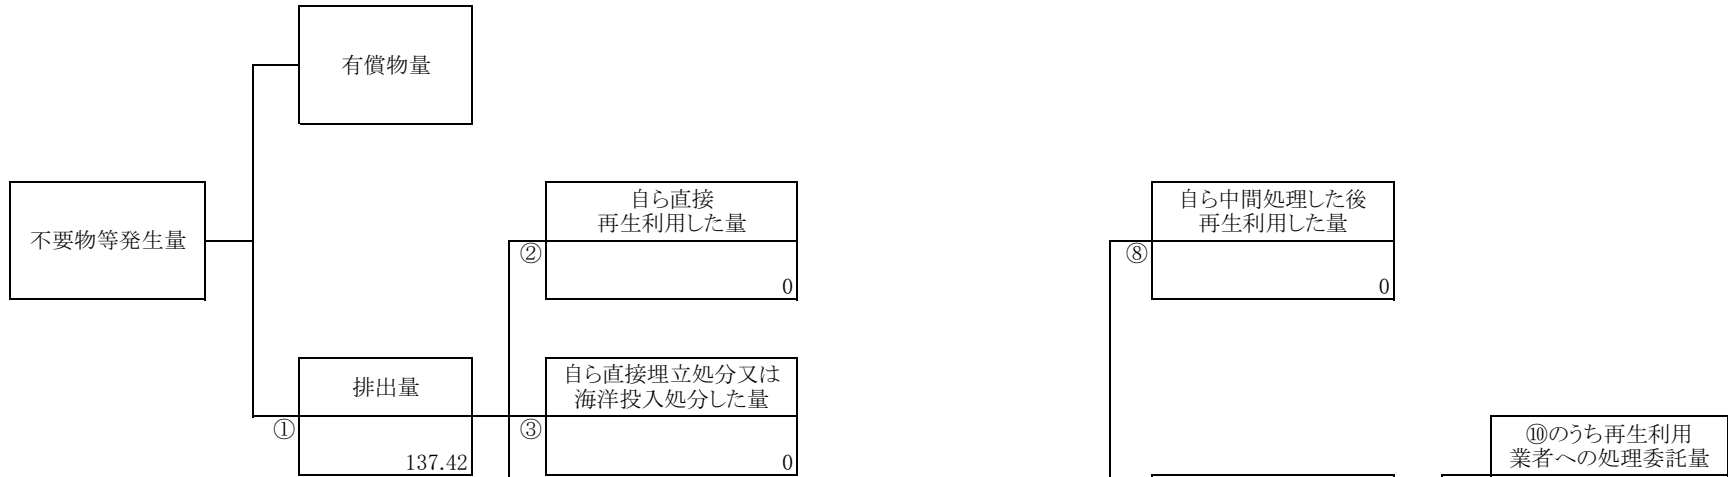 有償物量
不要物等発生量
自ら直接
再生利用した量
②
0
自ら中間処理した後
再生利用した量
⑧
0
排出量
①
137.42
自ら直接埋立処分又は
海洋投入処分した量
③
0
⑩のうち再生利用
業者への処理委託量